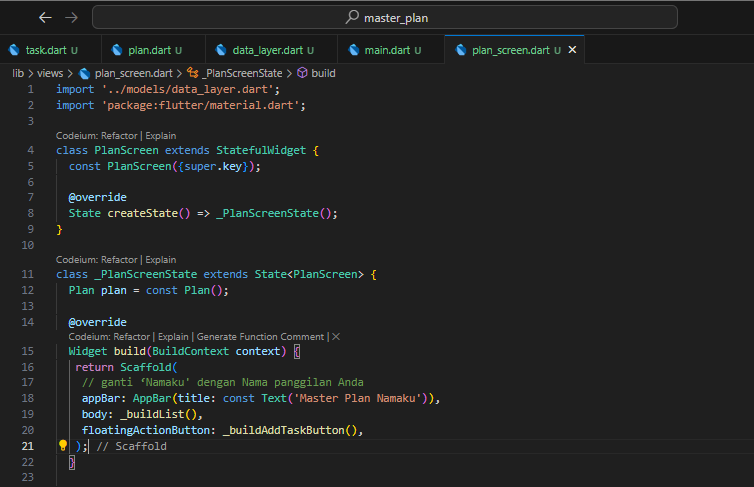 master_plan
task.dart U
plan.dart U
data_layer.dart U
main.dart U
plan_screen.dart U
lib > views > plan_screen.dart > _PlanScreenState > build
1 import '../models/data_layer.dart';
2 import 'package:flutter/material.dart';
3
Codeium: Refactor | Explain
4 class PlanScreen extends StatefulWidget {
5 const PlanScreen({super.key});
6
7 @override
8 State createState() => _PlanScreenState();
9 }
10
Codeium: Refactor | Explain
11 class _PlanScreenState extends State<PlanScreen> {
12 Plan plan = const Plan();
13
14 @override
Codeium: Refactor | Explain | Generate Function Comment | ×
15 Widget build(BuildContext context) {
16 return Scaffold(
17 // ganti ‘Namaku' dengan Nama panggilan Anda
18 appBar: AppBar(title: const Text('Master Plan Namaku')),
19 body: _buildList(),
20 floatingActionButton: _buildAddTaskButton(),
21 ); // Scaffold
22 }
23